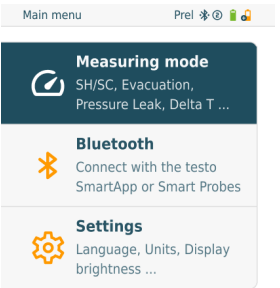 Main menu Prel
Measuring mode
SH/SC, Evacuation,
Pressure Leak, Delta T ...
Bluetooth
Connect with the testo
SmartApp or Smart Probes
Settings
Language, Units, Display
brightness ...